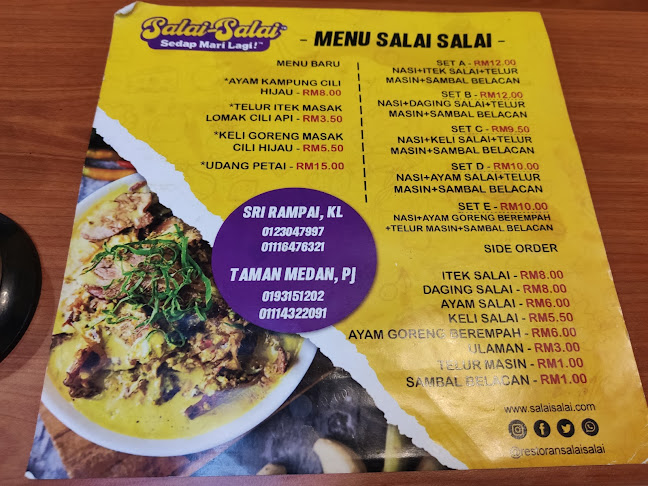 Salai-Salai™
Sedap Mari Lagi!™
- MENU SALAI SALAI -
MENU BARU
*AYAM KAMPUNG CILI
HIJAU - RM8.00
*TELUR ITEK MASAK
LOMAK CILI API - RM3.50
*KELI GORENG MASAK
CILI HIJAU - RM5.50
*UDANG PETAI - RM15.00
SET A - RM12.00
NASI+ITEK SALAI+TELUR
MASIN+SAMBAL BELACAN
SET B - RM12.00
NASI+DAGING SALAI+TELUR
MASIN+SAMBAL BELACAN
SET C - RM9.50
NASI+KELI SALAI+TELUR
MASIN+SAMBAL BELACAN
SET D - RM10.00
NASI+AYAM SALAI+TELUR
MASIN+SAMBAL BELACAN
SET E - RM10.00
NASI+AYAM GORENG BEREMPAH
+TELUR MASIN+SAMBAL BELACAN
SIDE ORDER
ITEK SALAI - RM8.00
DAGING SALAI - RM8.00
AYAM SALAI - RM6.00
KELI SALAI - RM5.50
AYAM GORENG BEREMPAH - RM6.00
ULAMAN - RM3.00
TELUR MASIN - RM1.00
SAMBAL BELACAN - RM1.00
SRI RAMPAI, KL
0123047997
01116476321
TAMAN MEDAN, PJ
0193151202
01114322091
www.salaisalai.com
@restoransalaisalai